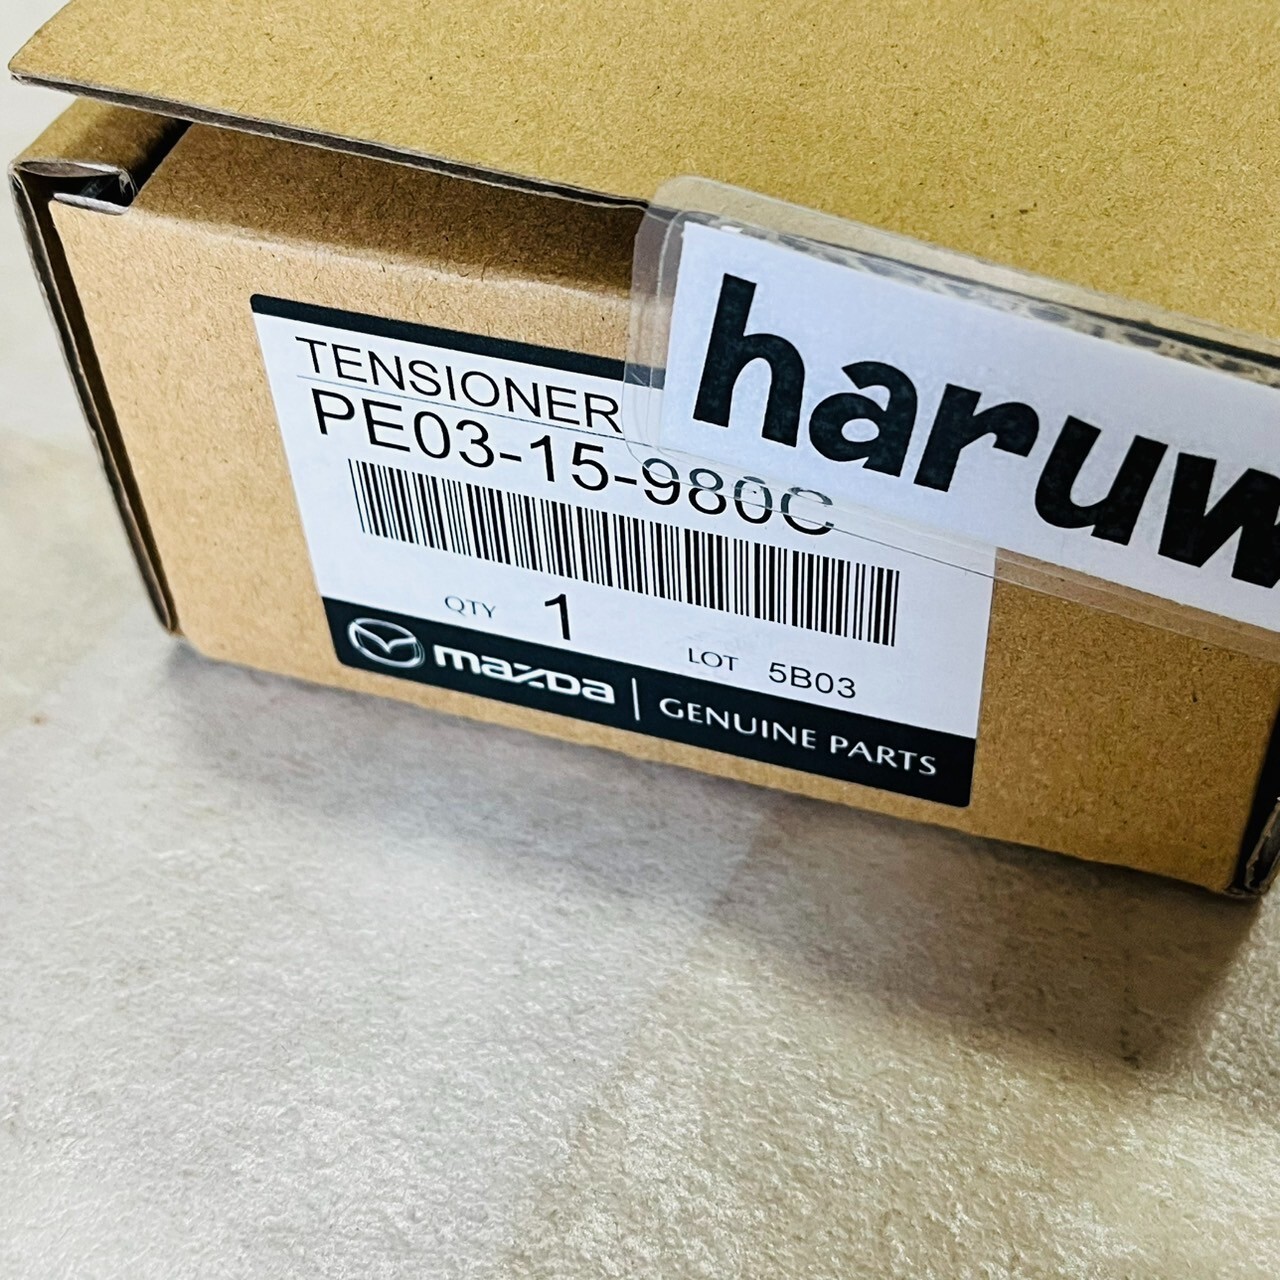 TENSIONER
PE03-15-980C
QTY 1
LOT 5B03
mazda | GENUINE PARTS
haruw